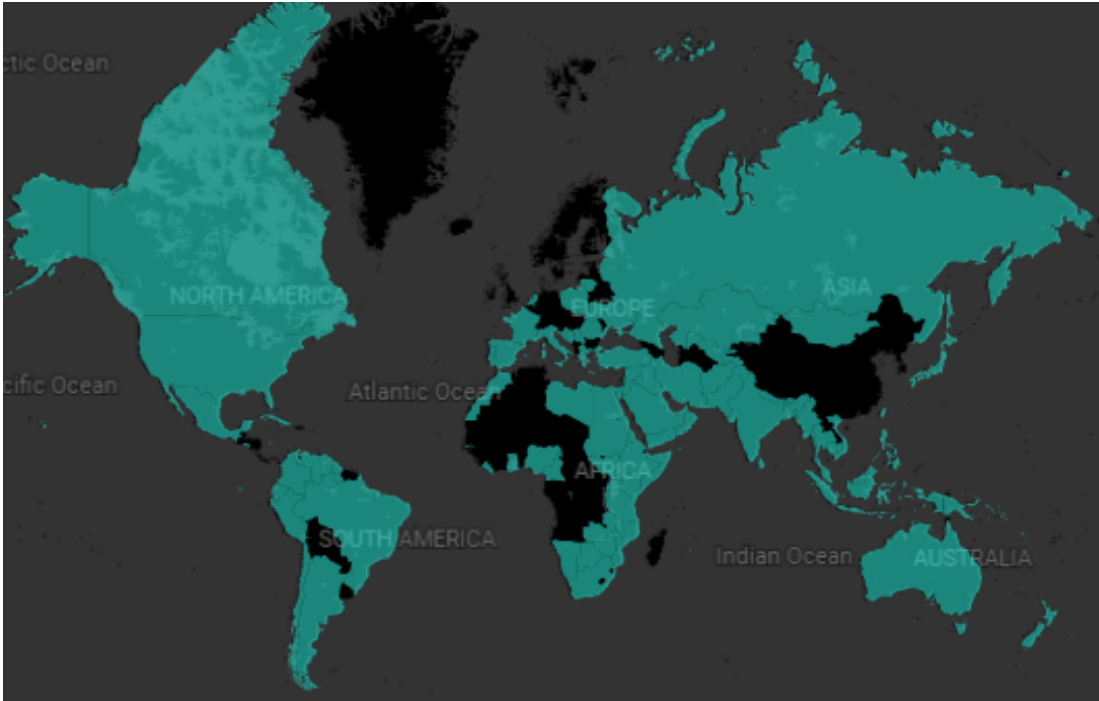 ctic Ocean
NORTH AMERICA
EUROPE
ASIA
cific Ocean
Atlantic Ocean
AFRICA
SOUTH AMERICA
Indian Ocean
AUSTRALIA